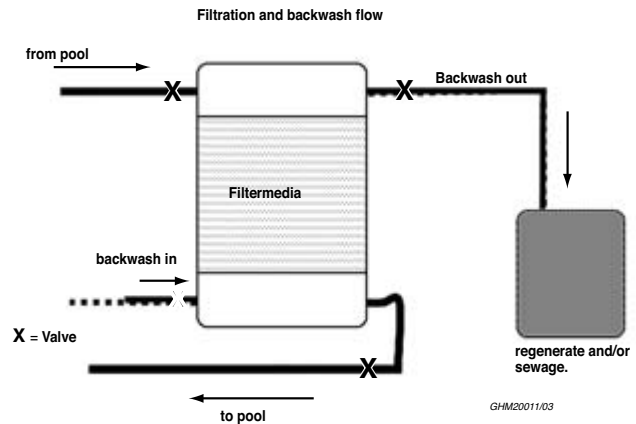 Filtration and backwash flow
from pool
X
X
Backwash out
Filtermedia
backwash in
X
X = Valve
X
regenerate and/or
sewage.
to pool
GHM20011/03